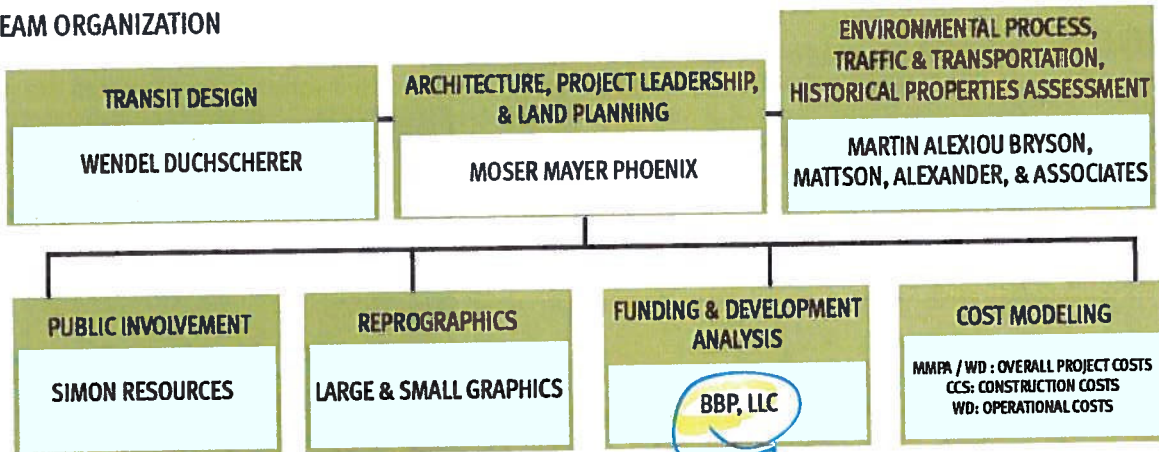 EAM ORGANIZATION
TRANSIT DESIGN
WENDEL DUCHSCHERER
ARCHITECTURE, PROJECT LEADERSHIP,
& LAND PLANNING
MOSER MAYER PHOENIX
ENVIRONMENTAL PROCESS,
TRAFFIC & TRANSPORTATION,
HISTORICAL PROPERTIES ASSESSMENT
MARTIN ALEXIOU BRYSON,
MATTSON, ALEXANDER, & ASSOCIATES
PUBLIC INVOLVEMENT
SIMON RESOURCES
REPROGRAPHICS
LARGE & SMALL GRAPHICS
FUNDING & DEVELOPMENT
ANALYSIS
BBP, LLC
COST MODELING
MMPA / WD : OVERALL PROJECT COSTS
CCS: CONSTRUCTION COSTS
WD: OPERATIONAL COSTS